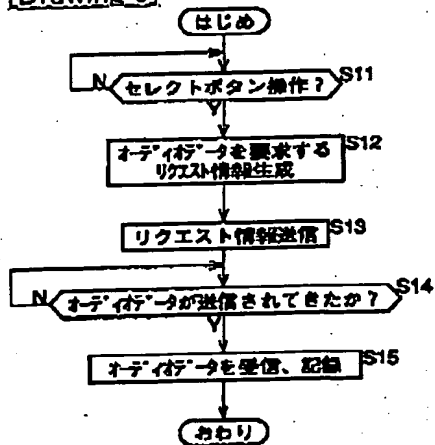 はじめ
セレクトボタン操作？ S11
N
Y
オーディオデータを要求する S12
リクエスト情報生成
リクエスト情報送信 S13
オーディオデータが送信されてきたか？ S14
N
Y
オーディオデータを受信、記録 S15
おわり